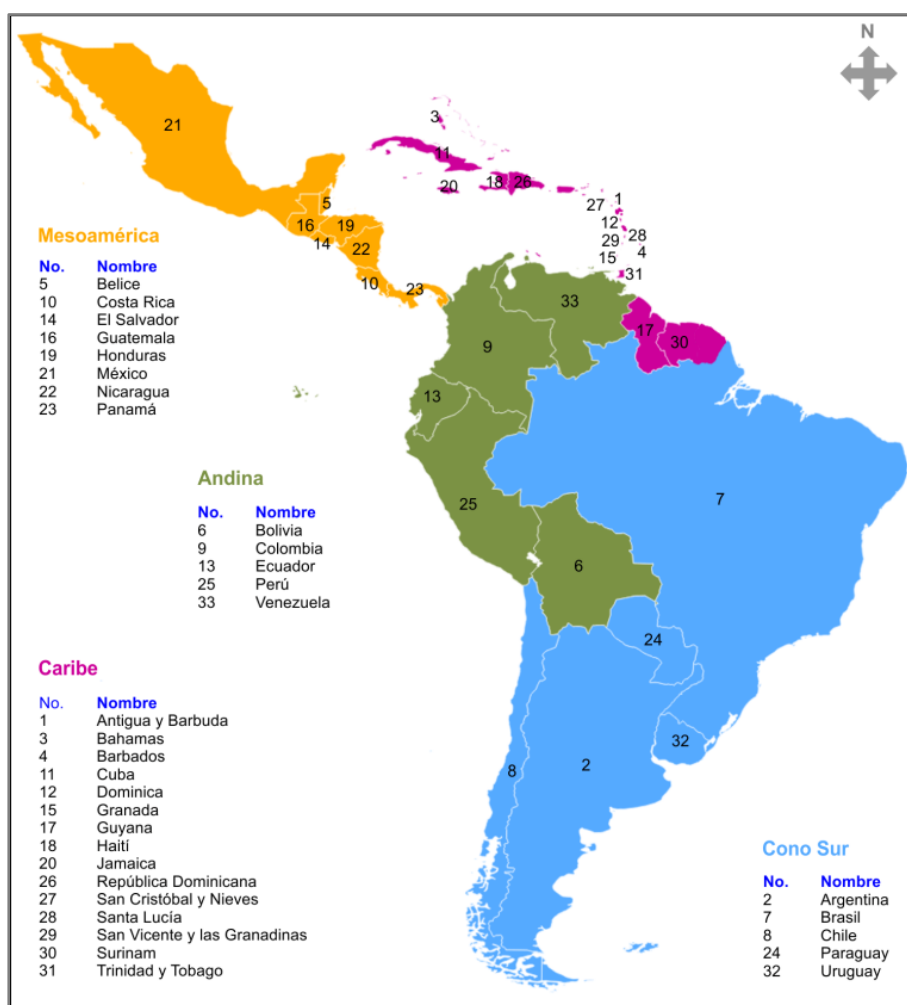 N
3
11
21
18
26
20
1
27
5
12
28
16
19
29
4
14
15
22
31
10
23
33
17
30
9
13
7
25
6
24
32
8
2
Mesoamérica
No. Nombre
5 Belice
10 Costa Rica
14 El Salvador
16 Guatemala
19 Honduras
21 México
22 Nicaragua
23 Panamá
Andina
No. Nombre
6 Bolivia
9 Colombia
13 Ecuador
25 Perú
33 Venezuela
Caribe
No. Nombre
1 Antigua y Barbuda
3 Bahamas
4 Barbados
11 Cuba
12 Dominica
15 Granada
17 Guyana
18 Haití
20 Jamaica
26 República Dominicana
27 San Cristóbal y Nieves
28 Santa Lucía
29 San Vicente y las Granadinas
30 Surinam
31 Trinidad y Tobago
Cono Sur
No. Nombre
2 Argentina
7 Brasil
8 Chile
24 Paraguay
32 Uruguay